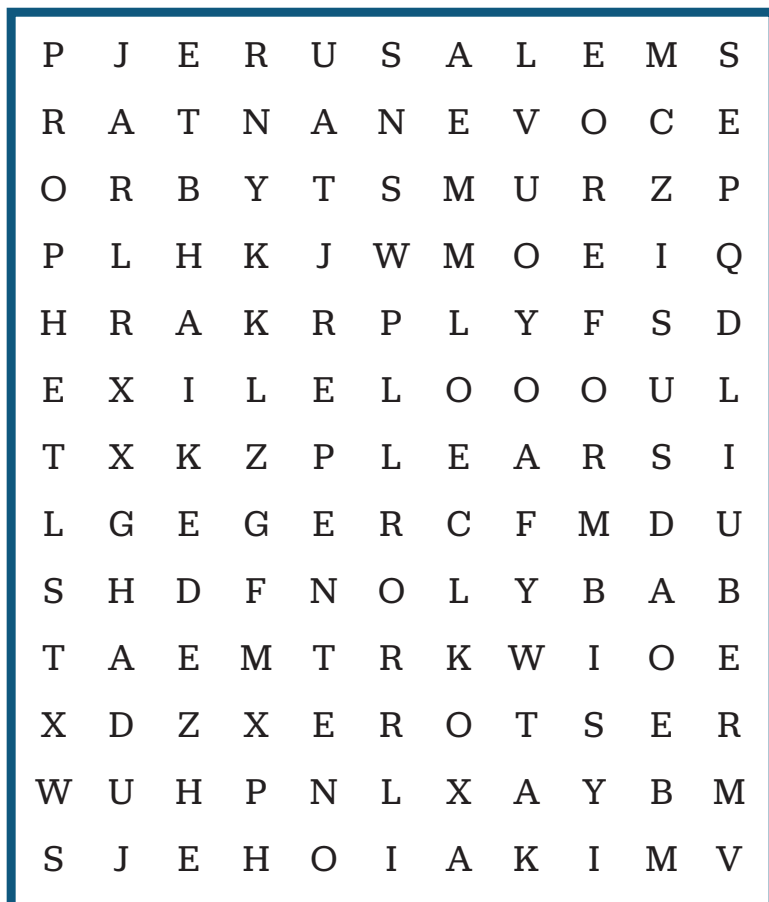 P J E R U S A L E M S
R A T N A N E V O C E
O R B Y T S M U R Z P
P L H K J W M O E I Q
H R A K R P L Y F S D
E X I L E L O O O U L
T X K Z P L E A R S I
L G E G E R C F M D U
S H D F N O L Y B A B
T A E M T R K W I O E
X D Z X E R O T S E R
W U H P N L X A Y B M
S J E H O I A K I M V